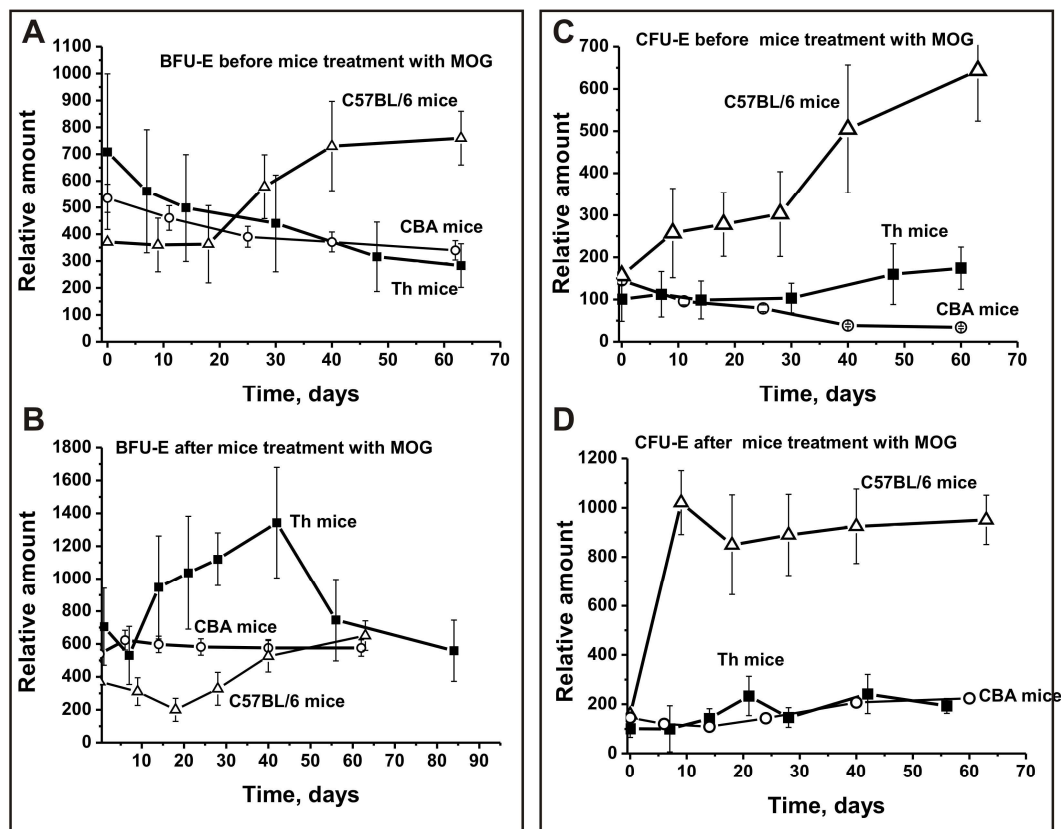 A
BFU-E before mice treatment with MOG
1100
1000
900
800
700
600
500
400
300
200
100
0
Relative amount
C57BL/6 mice
CBA mice
Th mice
0 10 20 30 40 50 60 70
Time, days
B
BFU-E after mice treatment with MOG
1800
1600
1400
1200
1000
800
600
400
200
0
Relative amount
Th mice
CBA mice
C57BL/6 mice
10 20 30 40 50 60 70 80 90
Time, days
C
CFU-E before mice treatment with MOG
700
600
500
400
300
200
100
0
Relative amount
C57BL/6 mice
Th mice
CBA mice
0 10 20 30 40 50 60 70
Time, days
D
CFU-E after mice treatment with MOG
1200
1000
800
600
400
200
0
Relative amount
C57BL/6 mice
Th mice
CBA mice
0 10 20 30 40 50 60 70
Time, days